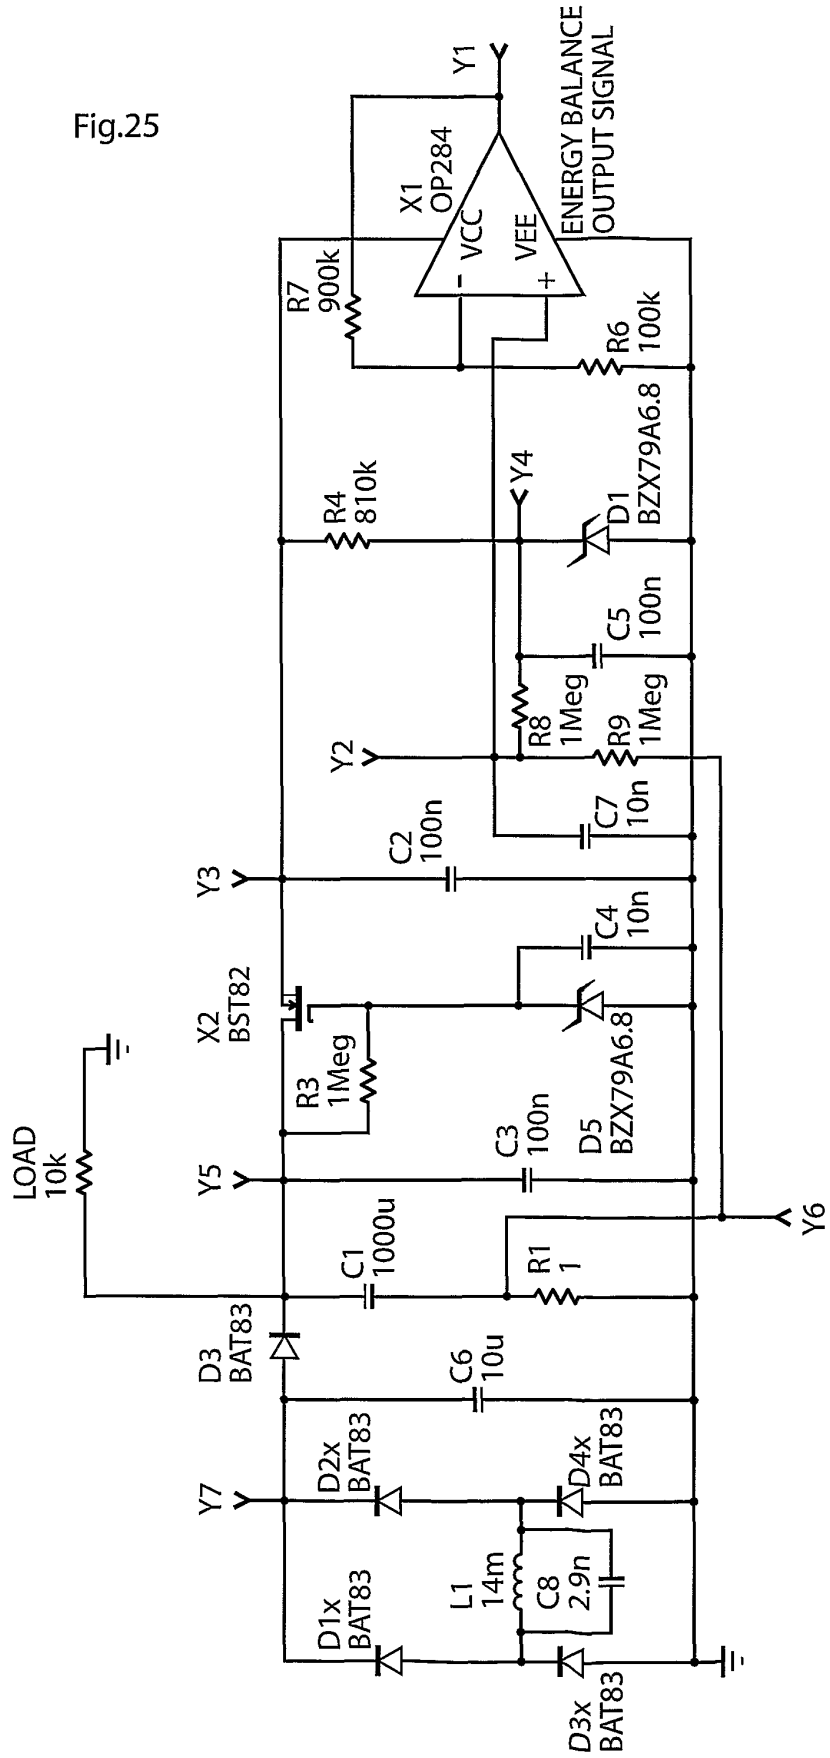 Fig.25
LOAD
10k
Y7
D3
BAT83
Y5
X2
BST82
Y3
Y2
D1x
BAT83
D2x
BAT83
C1
1000u
R3
1Meg
C2
100n
R4
810k
R7
900k
X1
OP284
Y1
L1
14m
C8
2.9n
C6
10u
R1
1
C3
100n
R8
1Meg
Y4
VCC
-
VEE
+
ENERGY BALANCE
OUTPUT SIGNAL
D3x
BAT83
D4x
BAT83
D5
BZX79A6.8
C4
10n
C7
10n
R9
1Meg
C5
100n
D1
BZX79A6.8
R6
100k
Y6